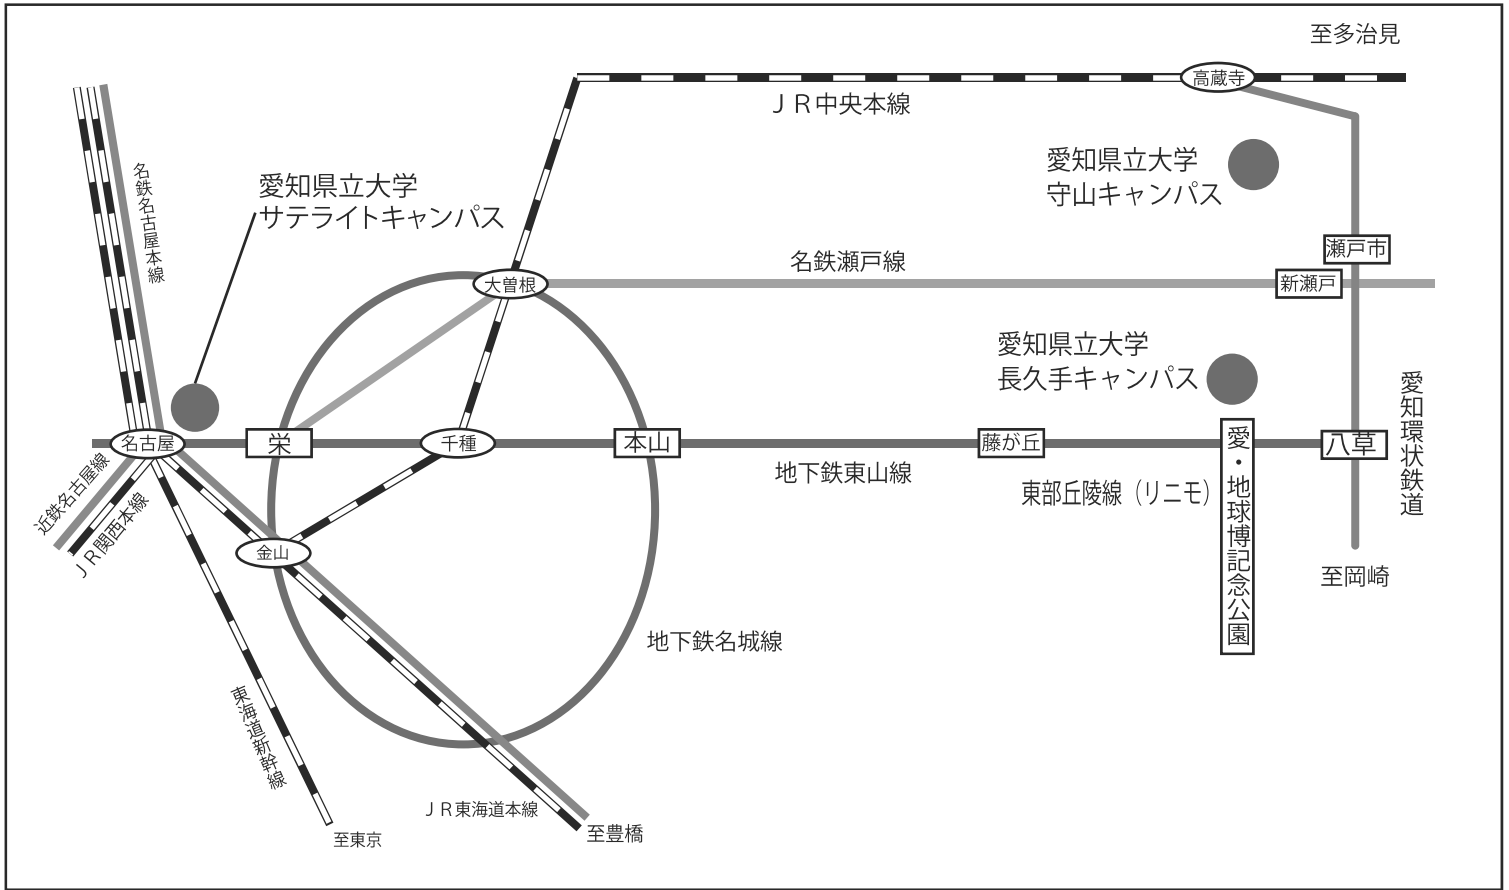 至多治見
高蔵寺
ＪＲ中央本線
愛知県立大学
守山キャンパス
名鉄名古屋本線
愛知県立大学
サテライトキャンパス
瀬戸市
名鉄瀬戸線
大曽根
新瀬戸
愛知県立大学
長久手キャンパス
愛知環状鉄道
名古屋
栄
千種
本山
藤が丘
八草
地下鉄東山線
東部丘陵線（リニモ）
愛・地球博記念公園
近鉄名古屋線
ＪＲ関西本線
金山
至岡崎
地下鉄名城線
東海道新幹線
ＪＲ東海道本線
至豊橋
至東京